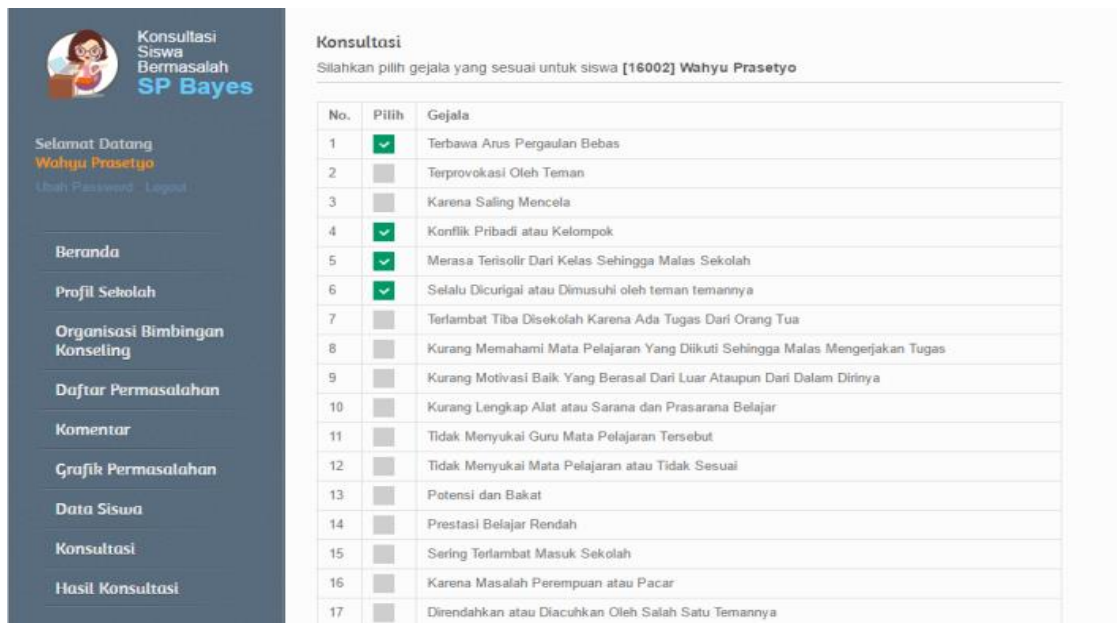 Konsultasi
Siswa
Bermasalah
SP Bayes
Selamat Datang
Wahyu Prasetyo
Ubah Password Logout
Beranda
Profil Sekolah
Organisasi Bimbingan
Konseling
Daftar Permasalahan
Komentar
Grafik Permasalahan
Data Siswa
Konsultasi
Hasil Konsultasi
Konsultasi
Silahkan pilih gejala yang sesuai untuk siswa [16002] Wahyu Prasetyo
No. Pilih Gejala
1 Terbawa Arus Pergaulan Bebas
2 Terprovokasi Oleh Teman
3 Karena Saling Mencela
4 Konflik Pribadi atau Kelompok
5 Merasa Terisolir Dari Kelas Sehingga Malas Sekolah
6 Selalu Dicurigai atau Dimusuhi oleh teman temannya
7 Terlambat Tiba Disekolah Karena Ada Tugas Dari Orang Tua
8 Kurang Memahami Mata Pelajaran Yang Diikuti Sehingga Malas Mengerjakan Tugas
9 Kurang Motivasi Baik Yang Berasal Dari Luar Ataupun Dari Dalam Dirinya
10 Kurang Lengkap Alat atau Sarana dan Prasarana Belajar
11 Tidak Menyukai Guru Mata Pelajaran Tersebut
12 Tidak Menyukai Mata Pelajaran atau Tidak Sesuai
13 Potensi dan Bakat
14 Prestasi Belajar Rendah
15 Sering Terlambat Masuk Sekolah
16 Karena Masalah Perempuan atau Pacar
17 Direndahkan atau Diacuhkan Oleh Salah Satu Temannya